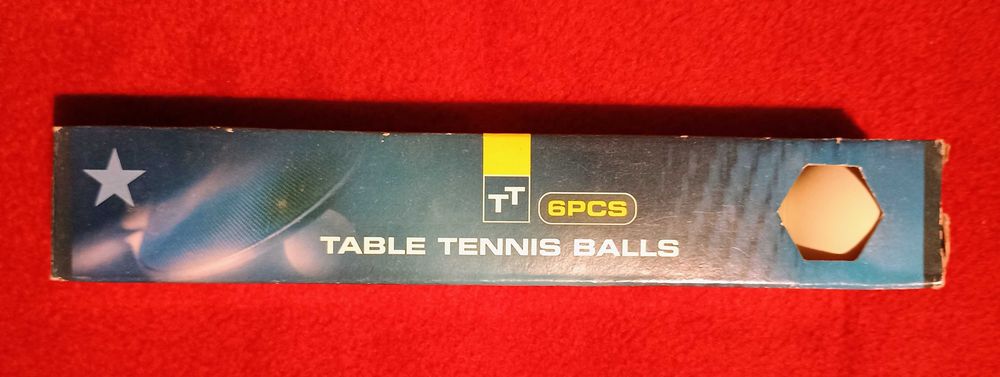 TT
6PCS
TABLE TENNIS BALLS